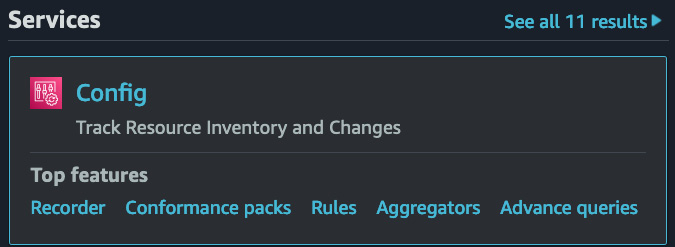 Services See all 11 results
Config
Track Resource Inventory and Changes
Top features
Recorder Conformance packs Rules Aggregators Advance queries